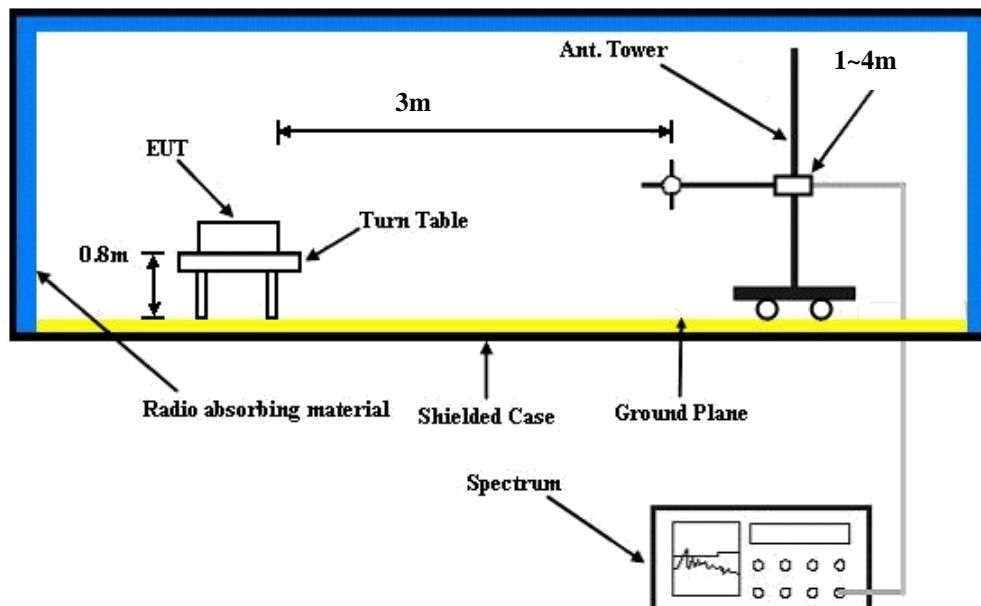 Ant. Tower
1~4m
3m
EUT
Turn Table
0.8m
Radio absorbing material
Shielded Case
Ground Plane
Spectrum